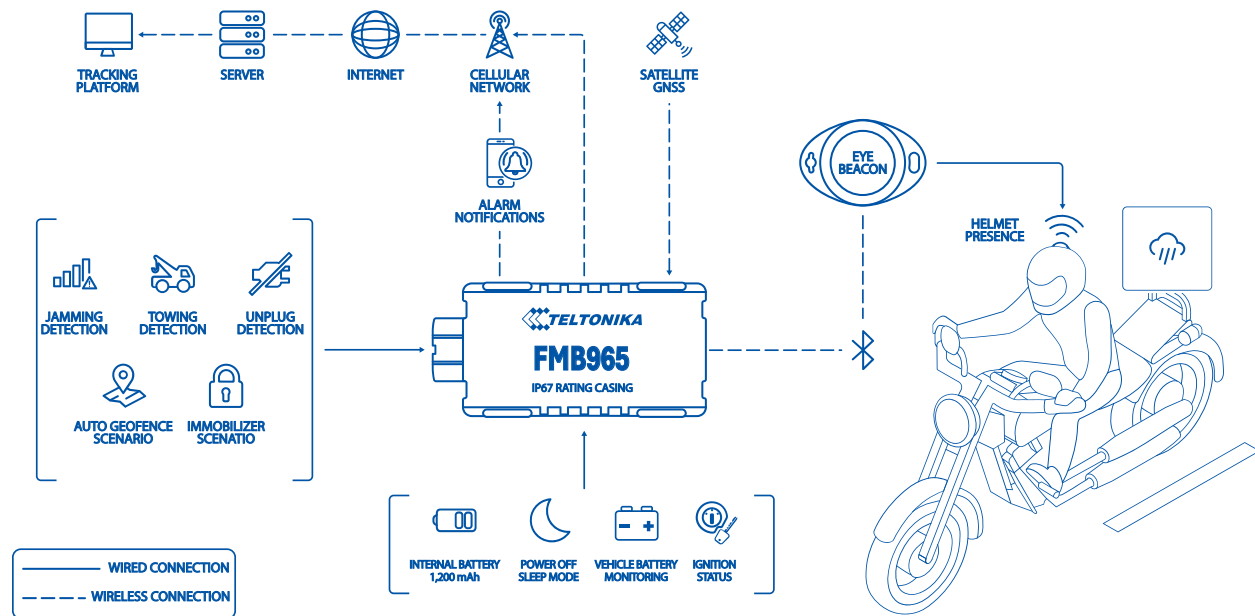 TRACKING
PLATFORM
SERVER
INTERNET
CELLULAR
NETWORK
SATELLITE
GNSS
ALARM
NOTIFICATIONS
EYE
BEACON
HELMET
PRESENCE
JAMMING
DETECTION
TOWING
DETECTION
UNPLUG
DETECTION
AUTO GEOFENCE
SCENARIO
IMMOBILIZER
SCENATIO
TELTONIKA
FMB965
IP67 RATING CASING
INTERNAL BATTERY
1,200 mAh
POWER OFF
SLEEP MODE
VEHICLE BATTERY
MONITORING
IGNITION
STATUS
WIRED CONNECTION
WIRELESS CONNECTION